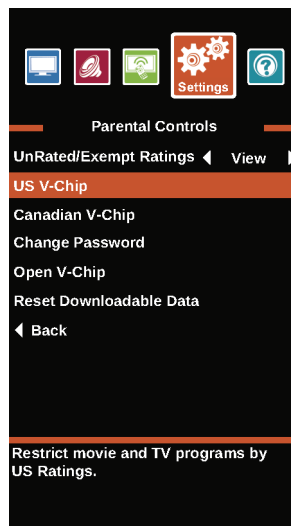 Settings
Parental Controls
UnRated/Exempt Ratings View
US V-Chip
Canadian V-Chip
Change Password
Open V-Chip
Reset Downloadable Data
Back
Restrict movie and TV programs by
US Ratings.